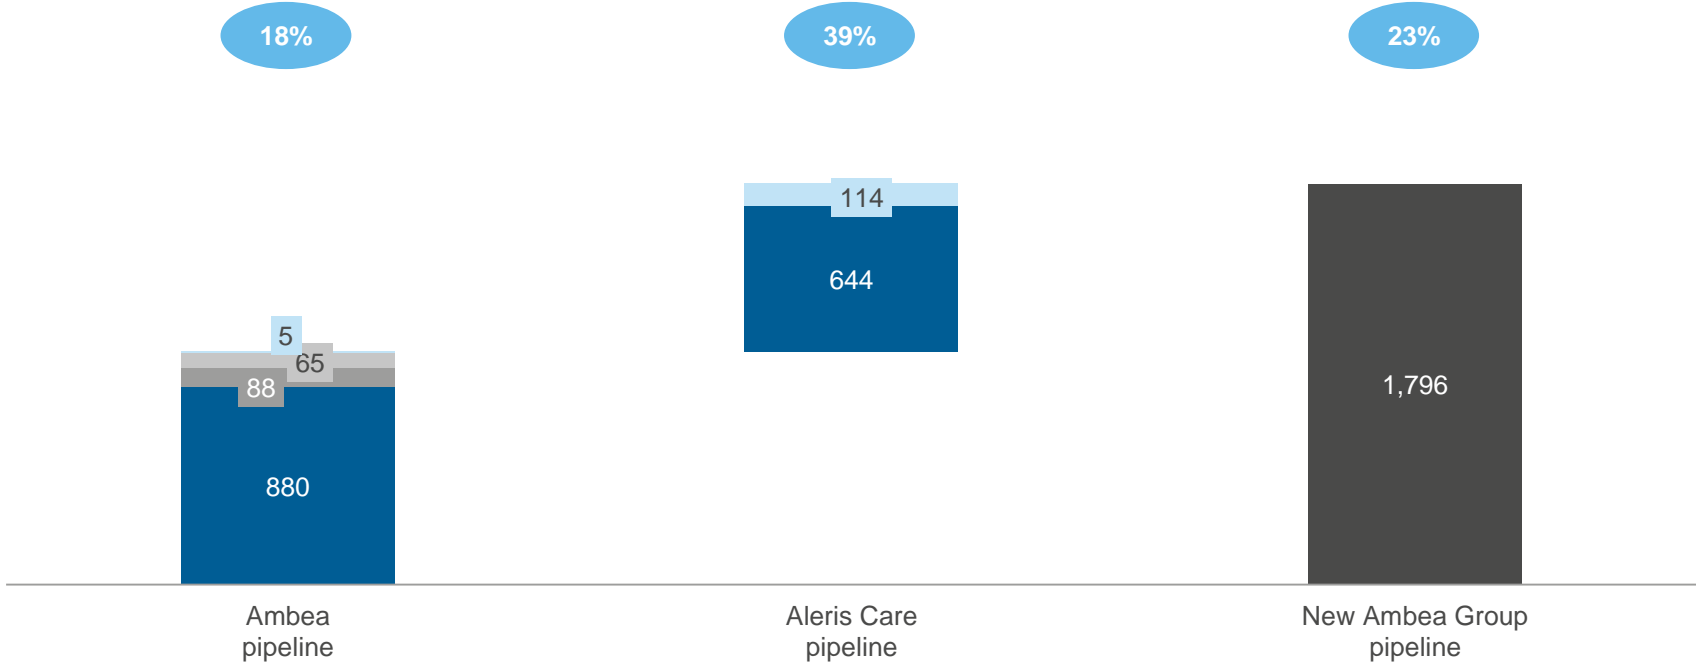 18%
39%
23%
114
644
5
65
88
880
1,796
Ambea
pipeline
Aleris Care
pipeline
New Ambea Group
pipeline